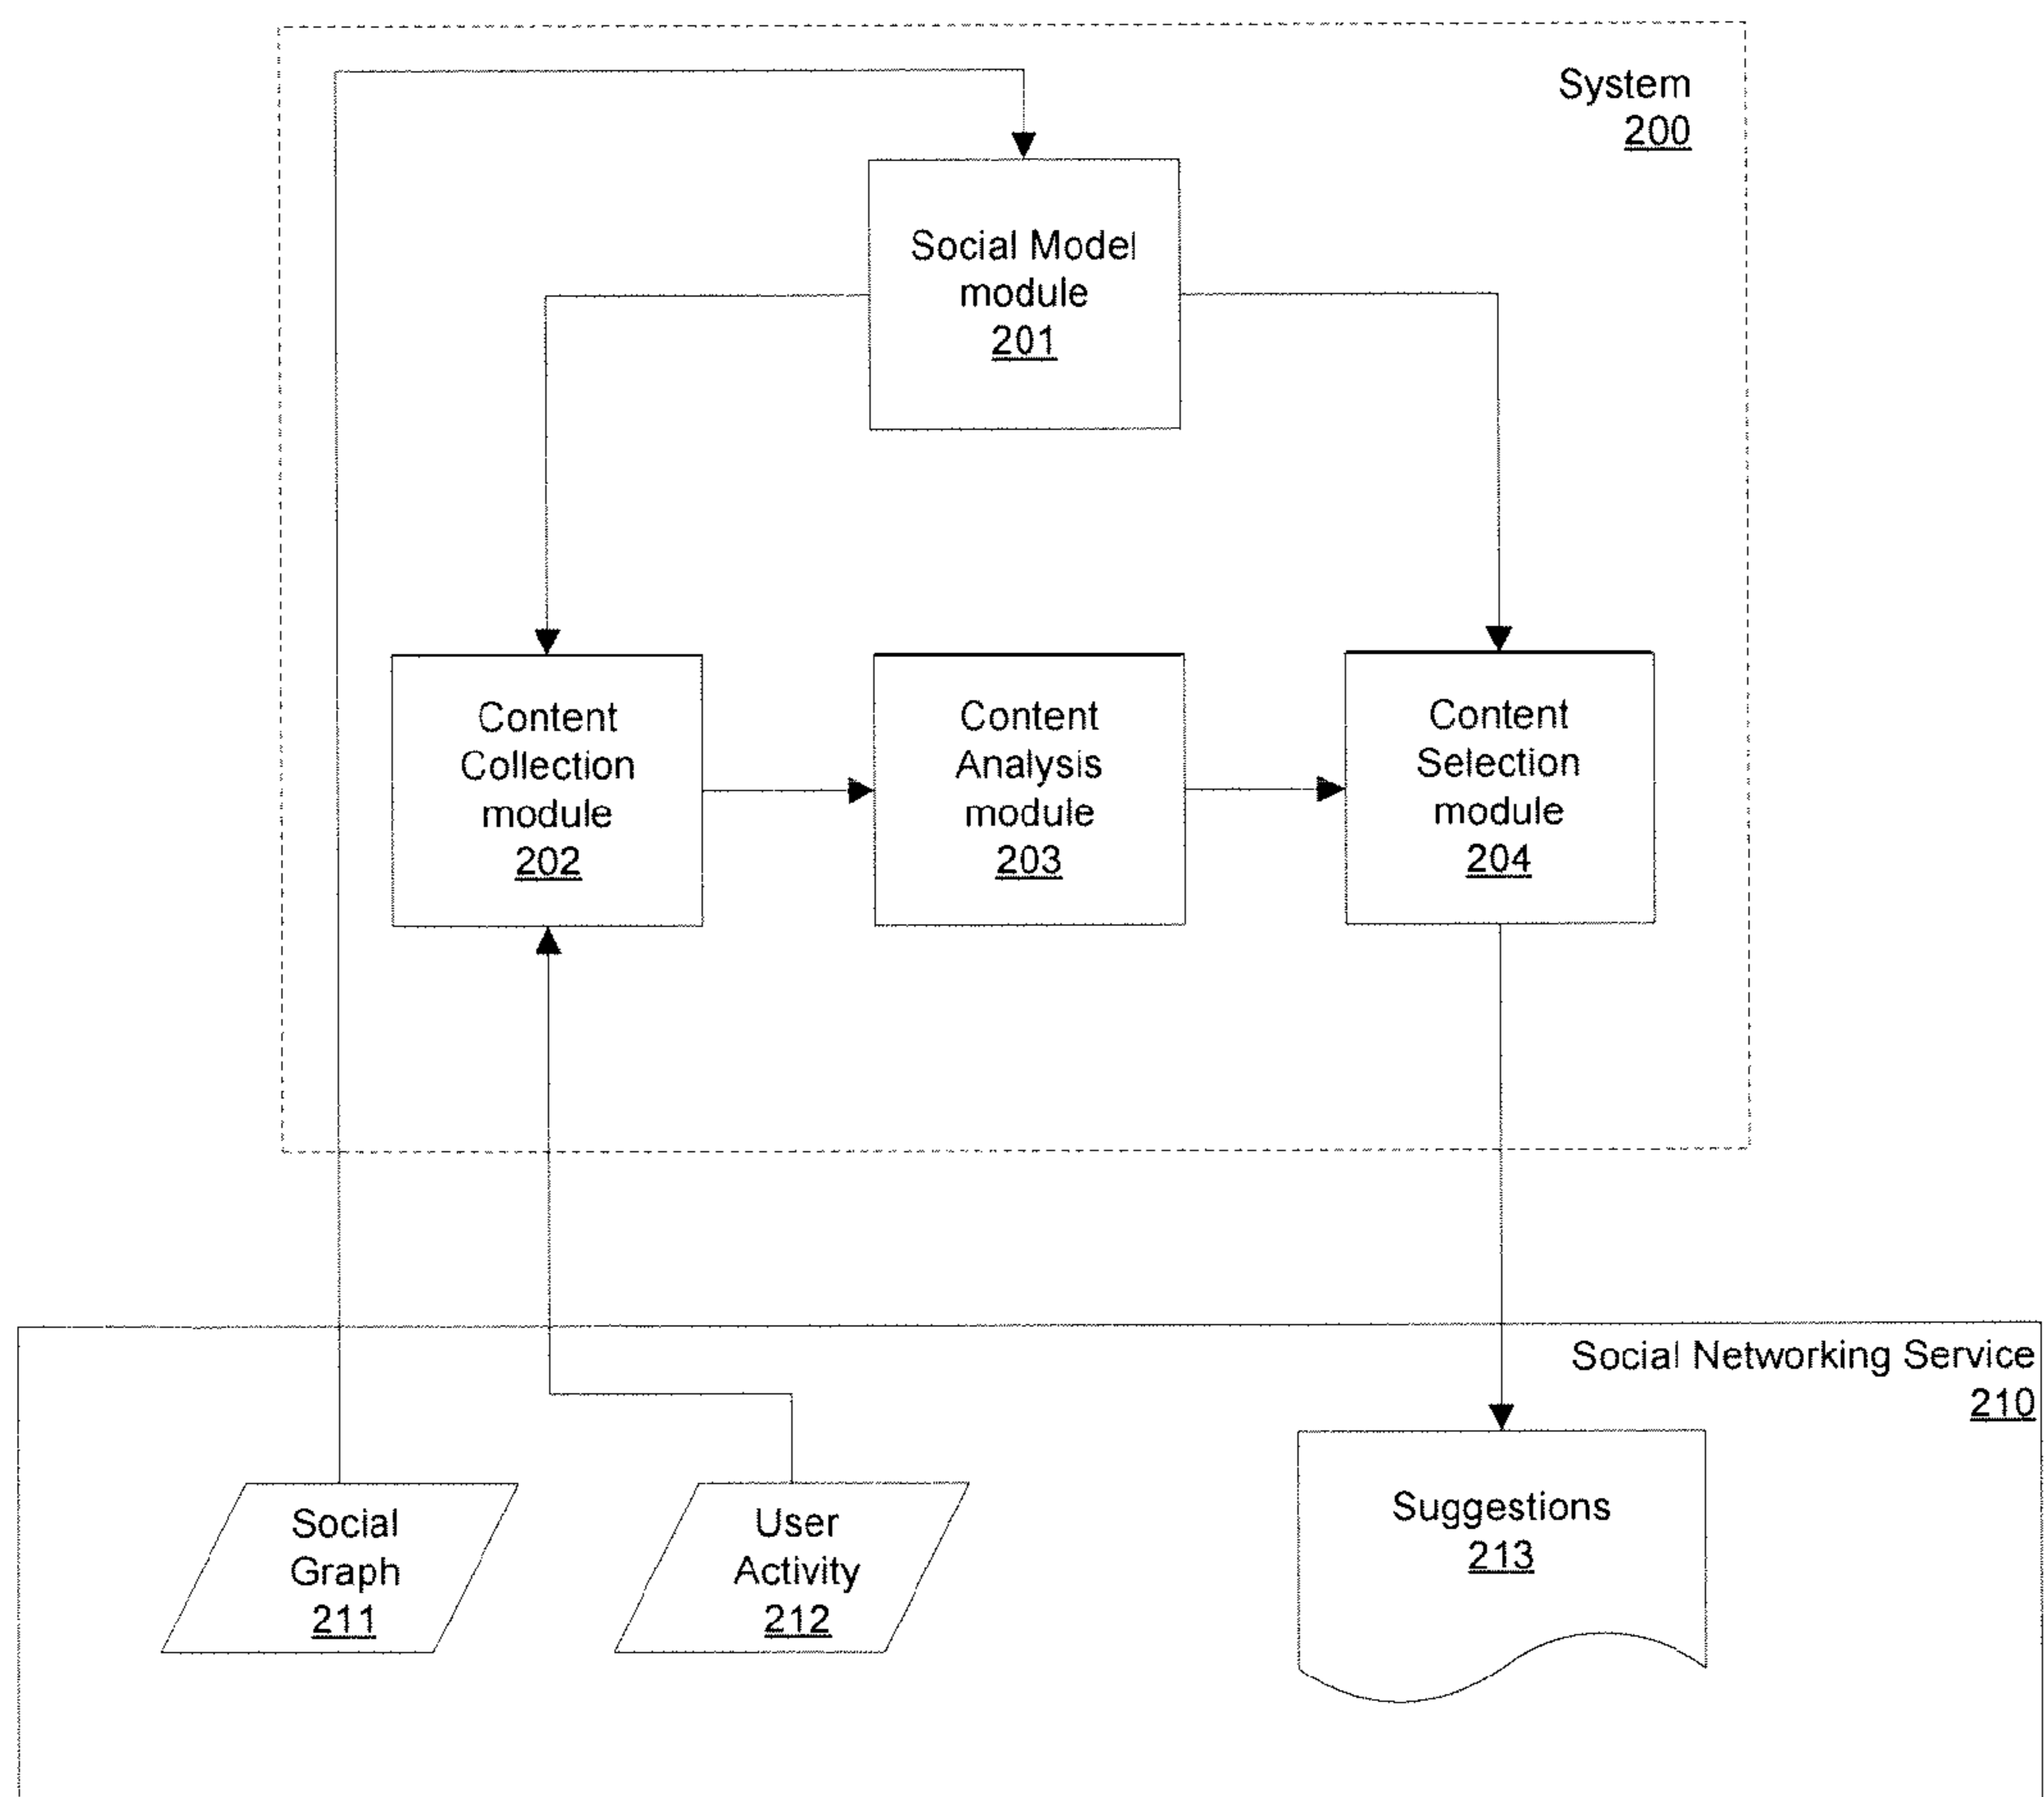 System
200
Social Model
module
201
Content
Collection
module
202
Content
Analysis
module
203
Content
Selection
module
204
Social Networking Service
210
Social
Graph
211
User
Activity
212
Suggestions
213